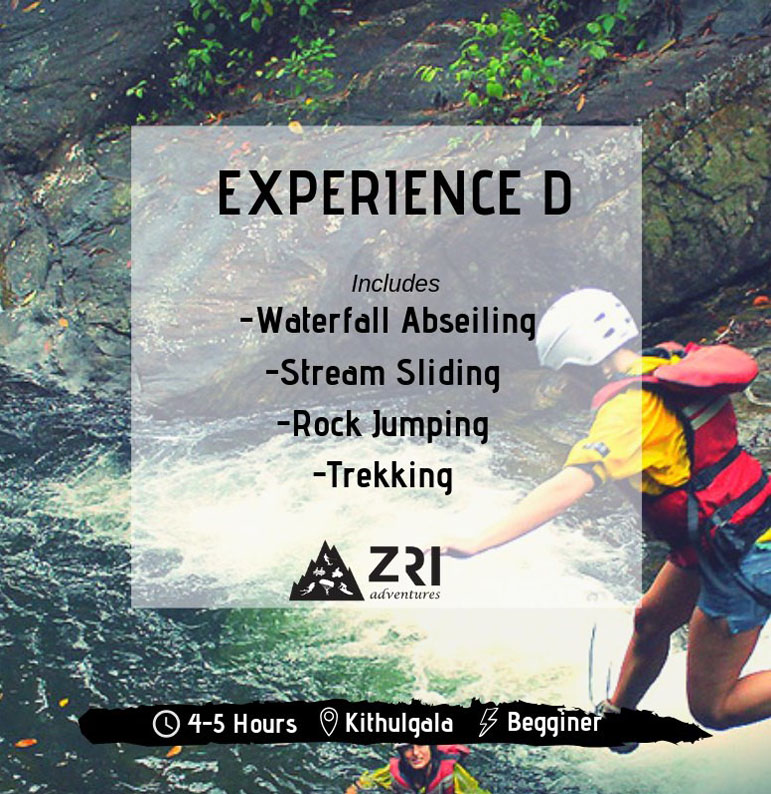 EXPERIENCE D
Includes
-Waterfall Abseiling
-Stream Sliding
-Rock Jumping
-Trekking
ZRI
adventures
4-5 Hours Kithulgala Begginer